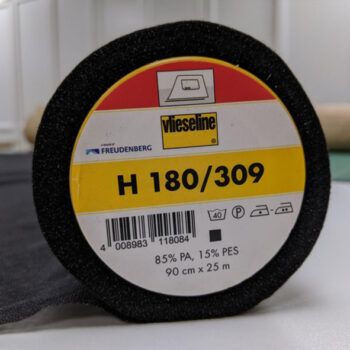 vlieseline
FREUDENBERG
H 180/309
40 P
4 008983 118084
85% PA, 15% PES
90 cm x 25 m